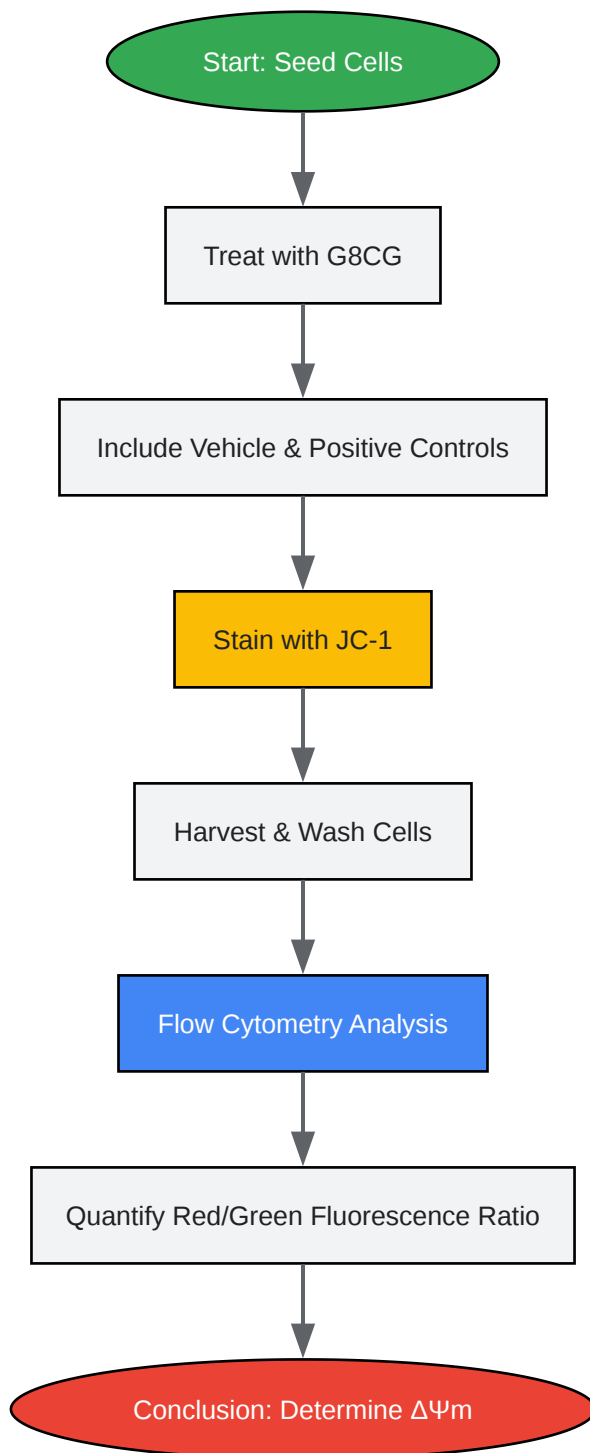 Start: Seed Cells
Treat with G8CG
Include Vehicle & Positive Controls
Stain with JC-1
Harvest & Wash Cells
Flow Cytometry Analysis
Quantify Red/Green Fluorescence Ratio
Conclusion: Determine ΔΨm